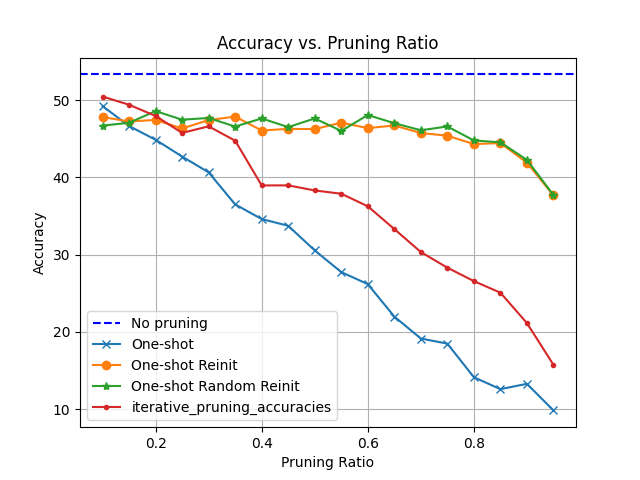 Accuracy vs. Pruning Ratio
Accuracy
50
40
30
20
10
No pruning
One-shot
One-shot Reinit
One-shot Random Reinit
iterative_pruning_accuracies
0.2 0.4 0.6 0.8
Pruning Ratio